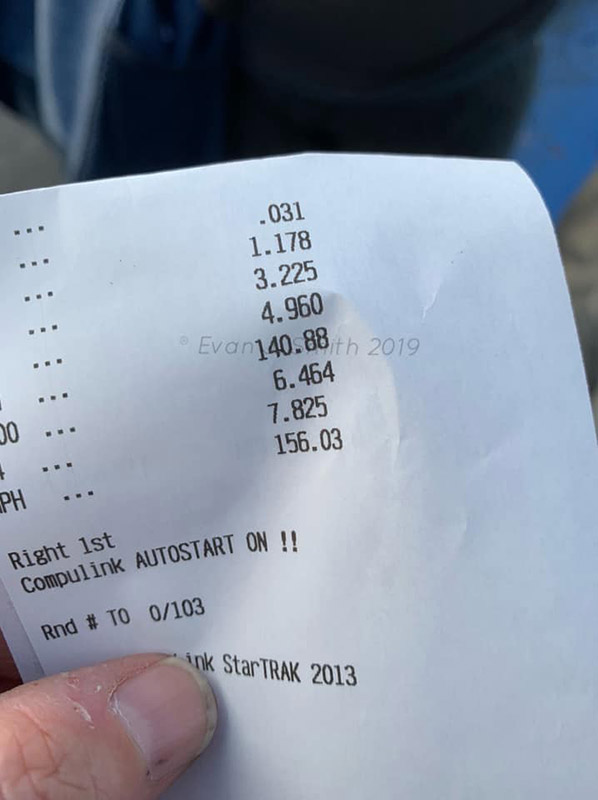 ... .031
... 1.178
... 3.225
... 4.960
... 140.88
... 6.464
00 ... 7.825
... 156.03
PH ...
Right 1st
Compulink AUTOSTART ON !!
Rnd # TO 0/103
ink StarTRAK 2013
© Evan J Smith 2019